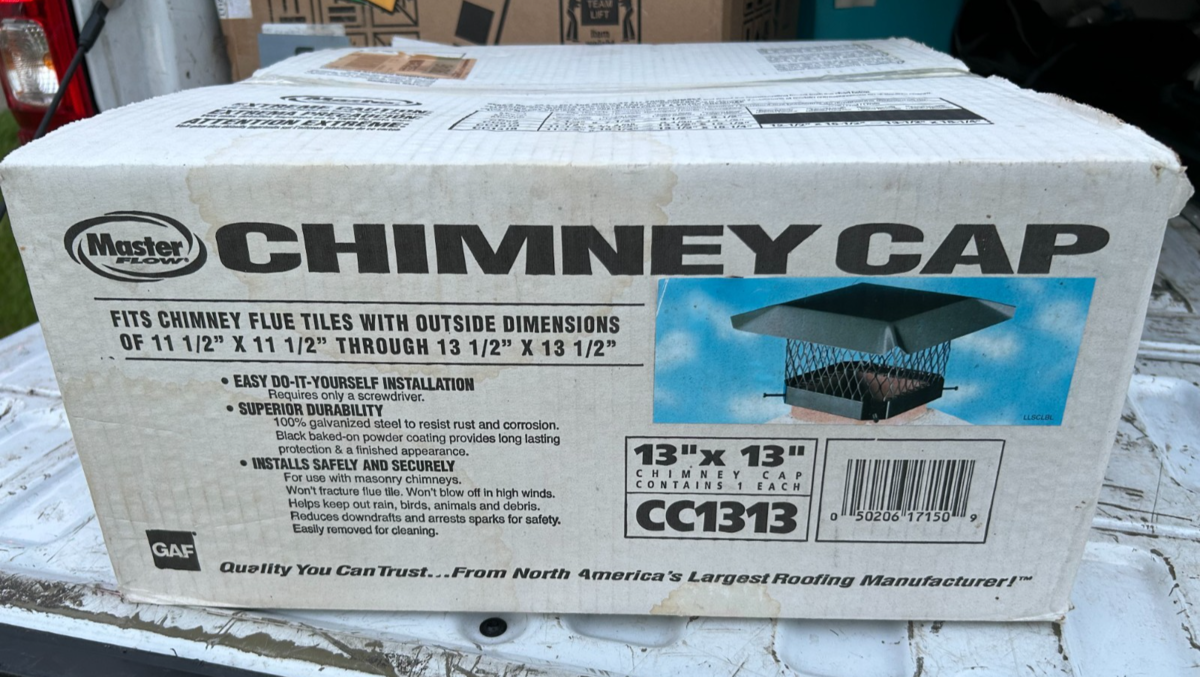 TEAM
LIFT
EXTREME CAUTION
ATTENTION EXTREME
Master
FLOW®
CHIMNEY CAP
FITS CHIMNEY FLUE TILES WITH OUTSIDE DIMENSIONS
OF 11 1/2” X 11 1/2” THROUGH 13 1/2” X 13 1/2”
• EASY DO-IT-YOURSELF INSTALLATION
Requires only a screwdriver.
• SUPERIOR DURABILITY
100% galvanized steel to resist rust and corrosion.
Black baked-on powder coating provides long lasting
protection & a finished appearance.
• INSTALLS SAFELY AND SECURELY
For use with masonry chimneys.
Won't fracture flue tile. Won't blow off in high winds.
Helps keep out rain, birds, animals and debris.
Reduces downdrafts and arrests sparks for safety.
Easily removed for cleaning.
13"x 13"
CHIMNEY CAP
CONTAINS 1 EACH
CC1313
0 50206 17150 9
GAF
Quality You Can Trust...From North America's Largest Roofing Manufacturer!™